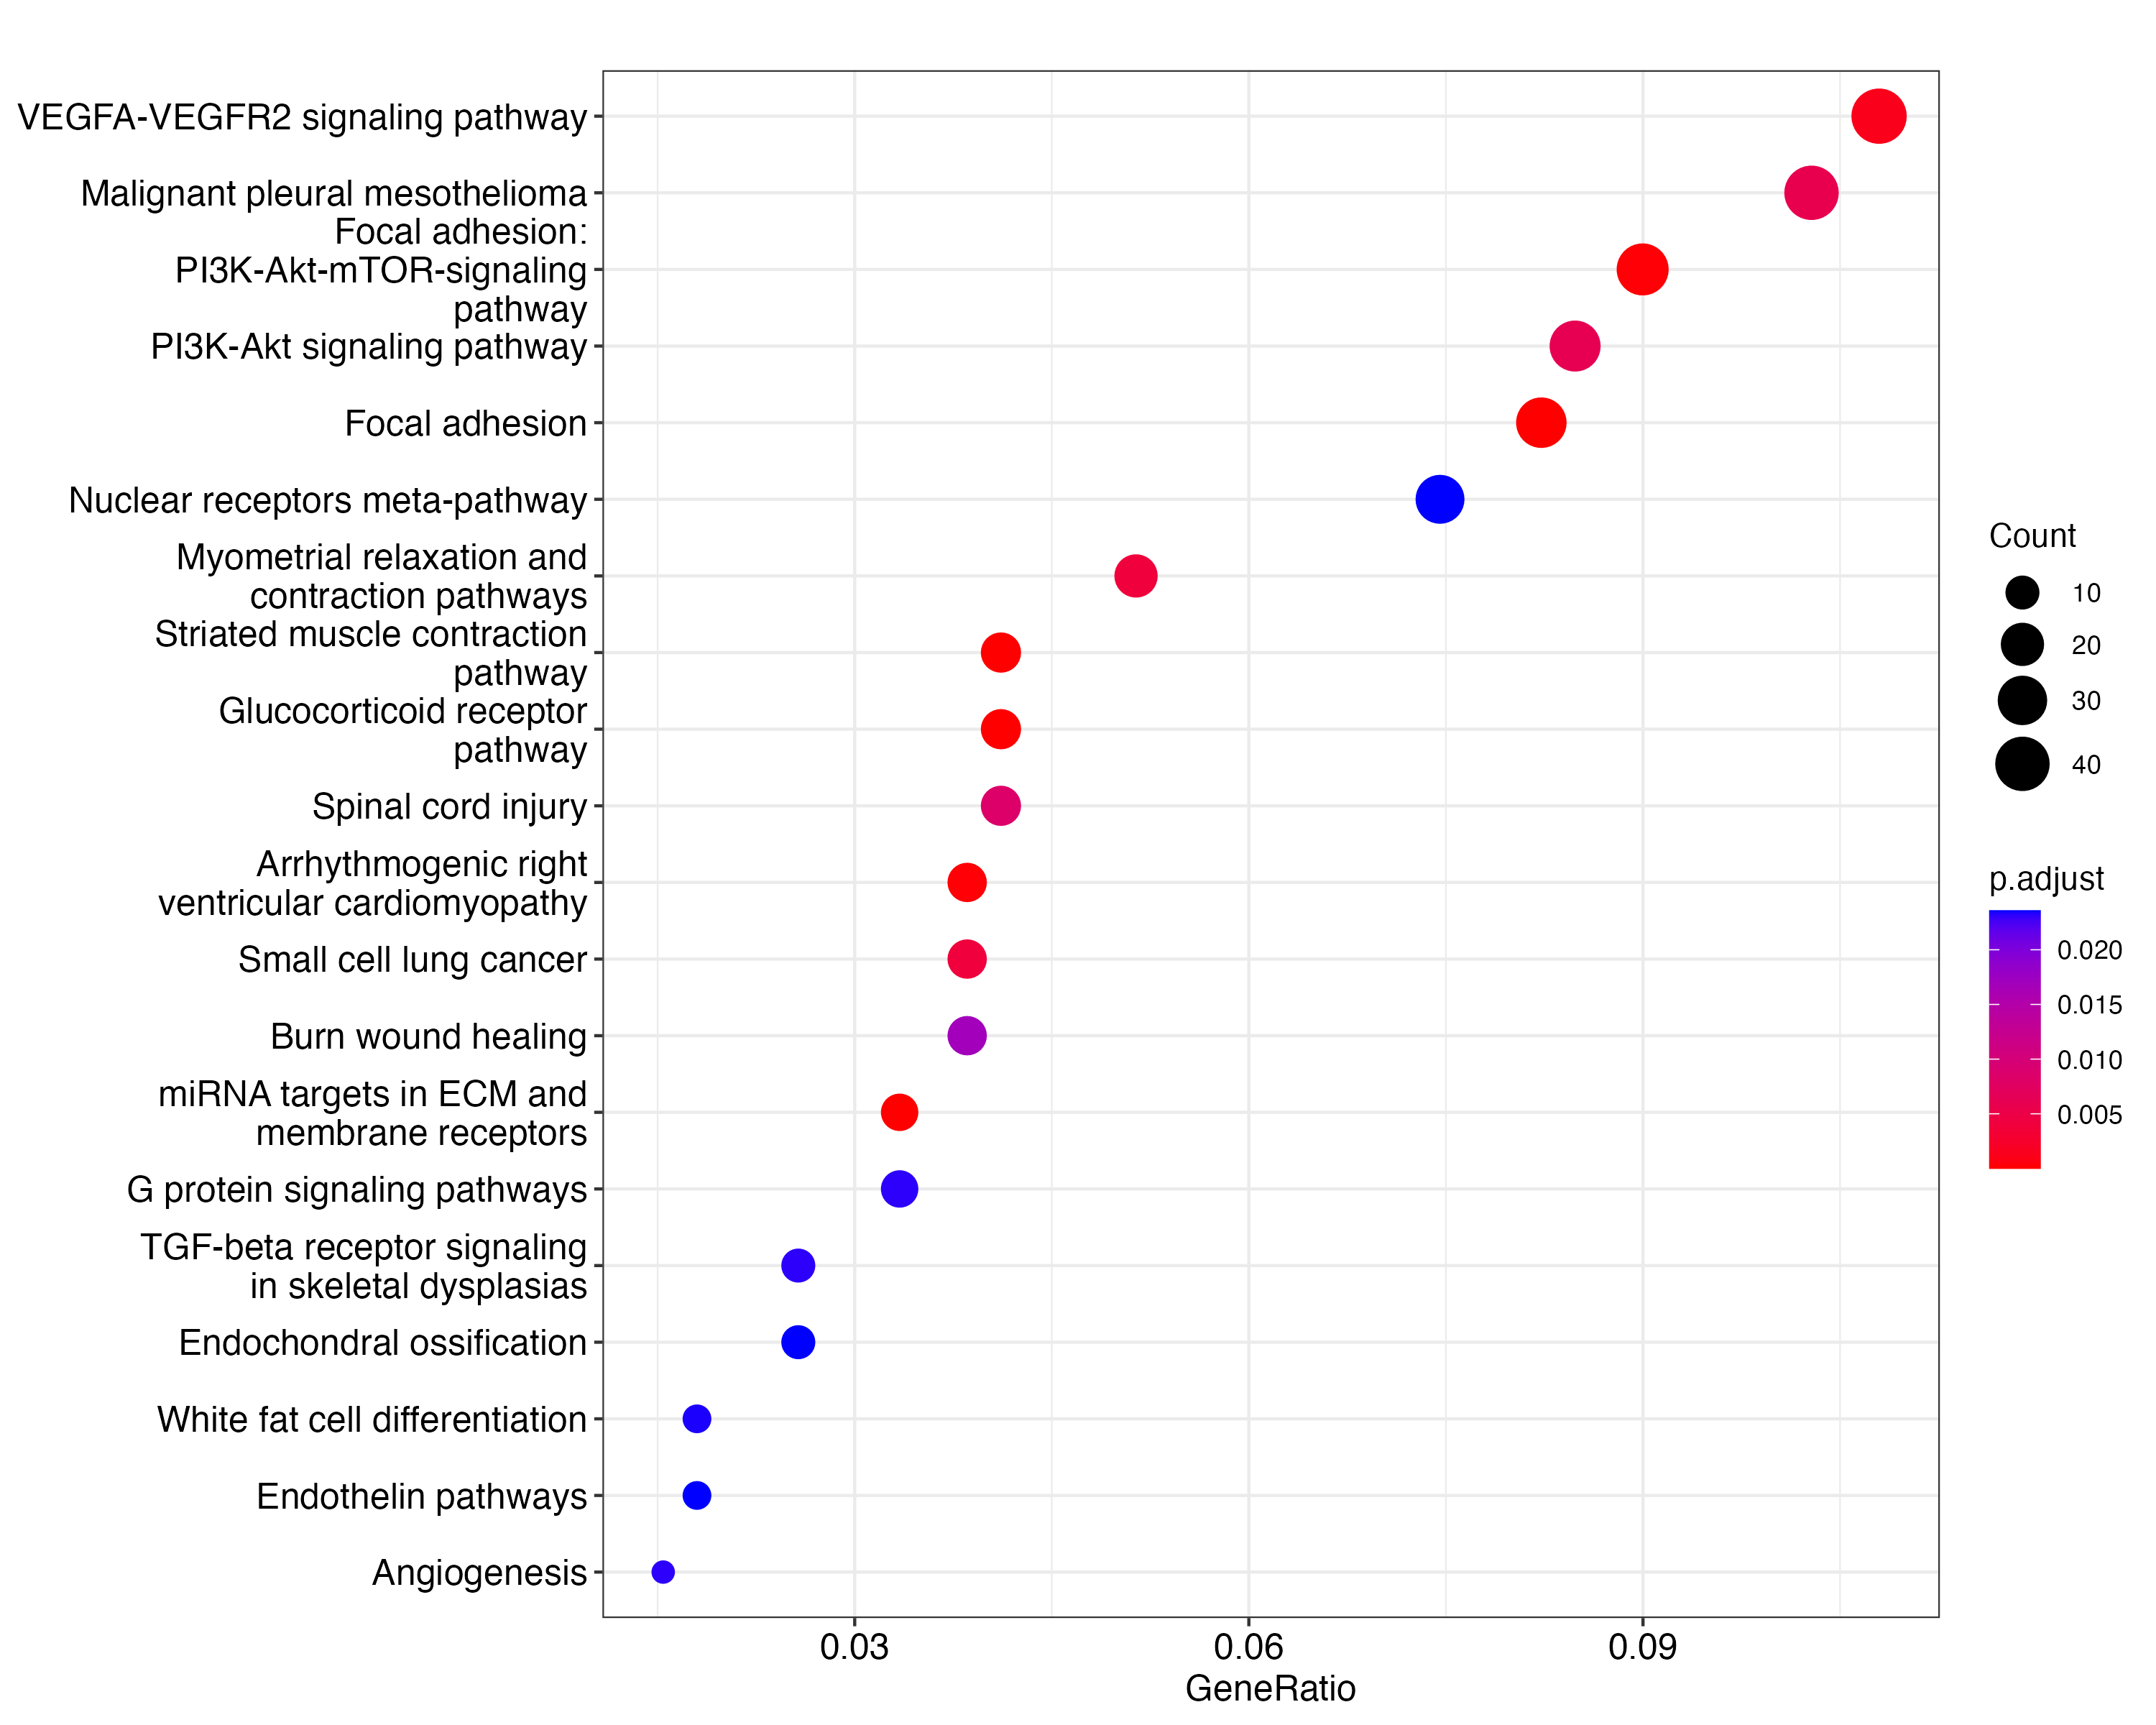 VEGFA-VEGFR2 signaling pathway
Malignant pleural mesothelioma
Focal adhesion:
PI3K-Akt-mTOR-signaling
pathway
PI3K-Akt signaling pathway
Focal adhesion
Nuclear receptors meta-pathway
Myometrial relaxation and
contraction pathways
Striated muscle contraction
pathway
Glucocorticoid receptor
pathway
Spinal cord injury
Arrhythmogenic right
ventricular cardiomyopathy
Small cell lung cancer
Burn wound healing
miRNA targets in ECM and
membrane receptors
G protein signaling pathways
TGF-beta receptor signaling
in skeletal dysplasias
Endochondral ossification
White fat cell differentiation
Endothelin pathways
Angiogenesis
0.03 0.06 0.09
GeneRatio
Count
10
20
30
40
p.adjust
0.020
0.015
0.010
0.005